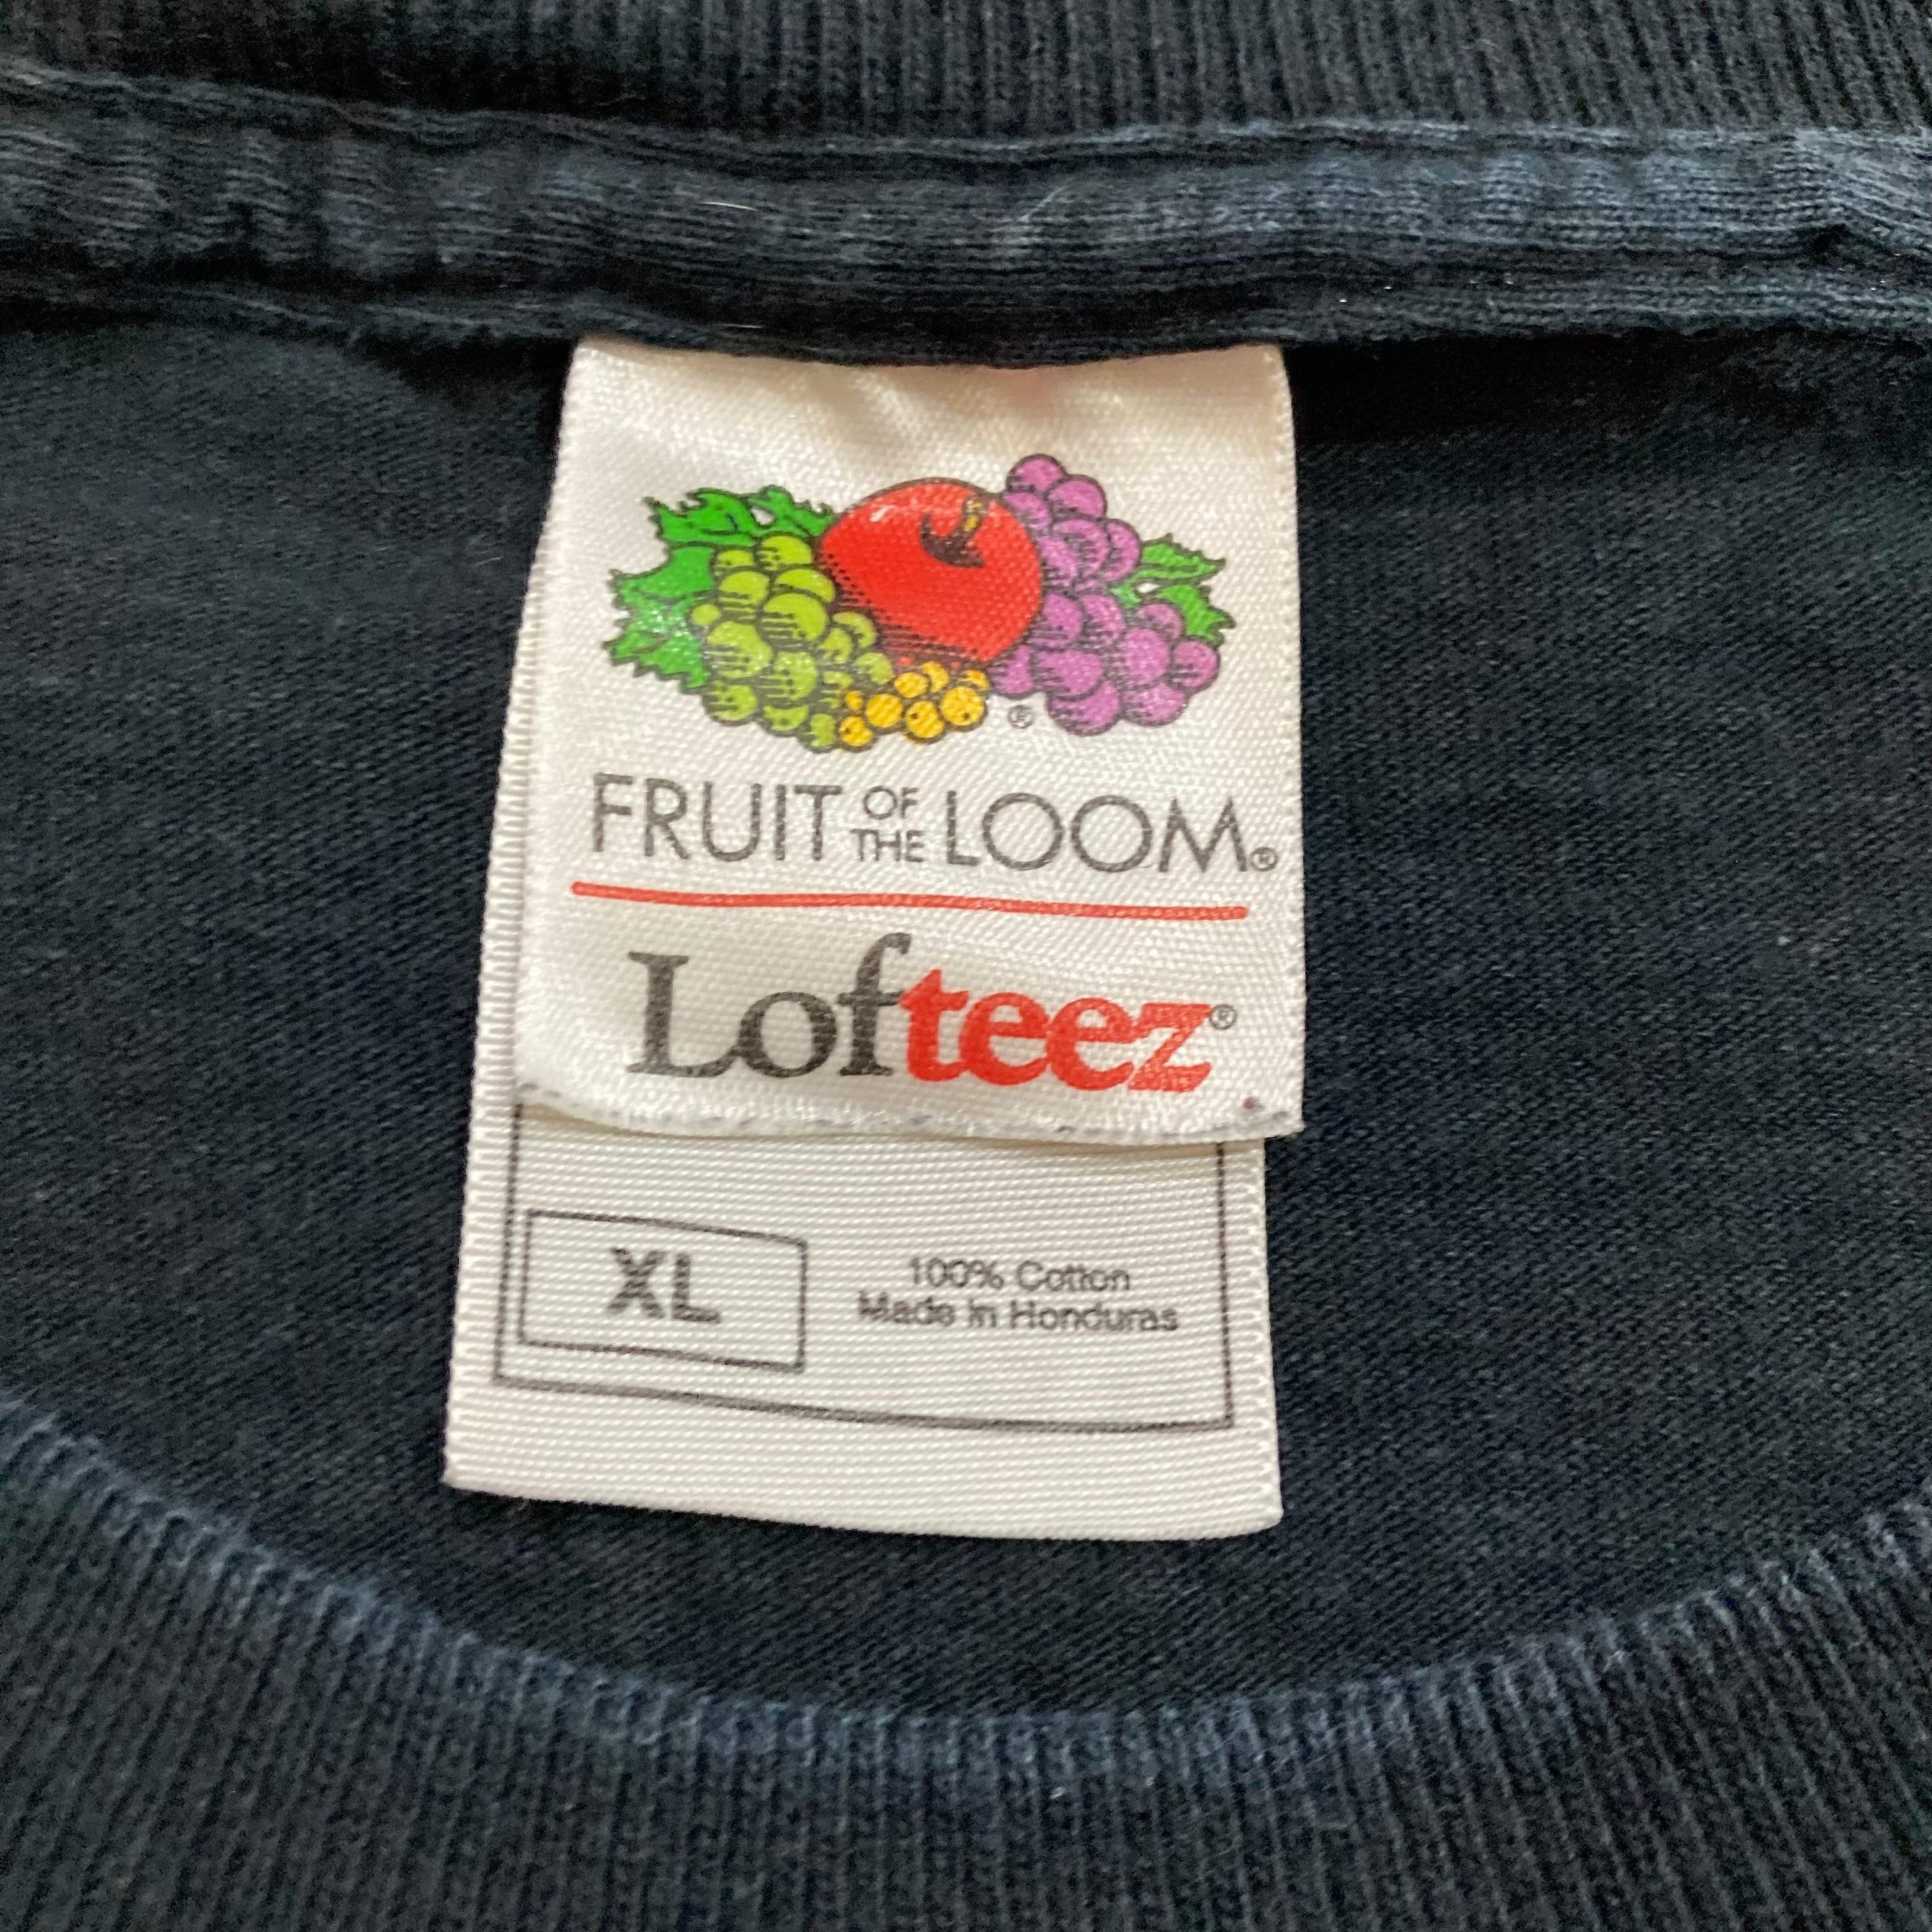 ®
FRUIT OF THE LOOM®
Lofteez®
XL
100% Cotton
Made in Honduras